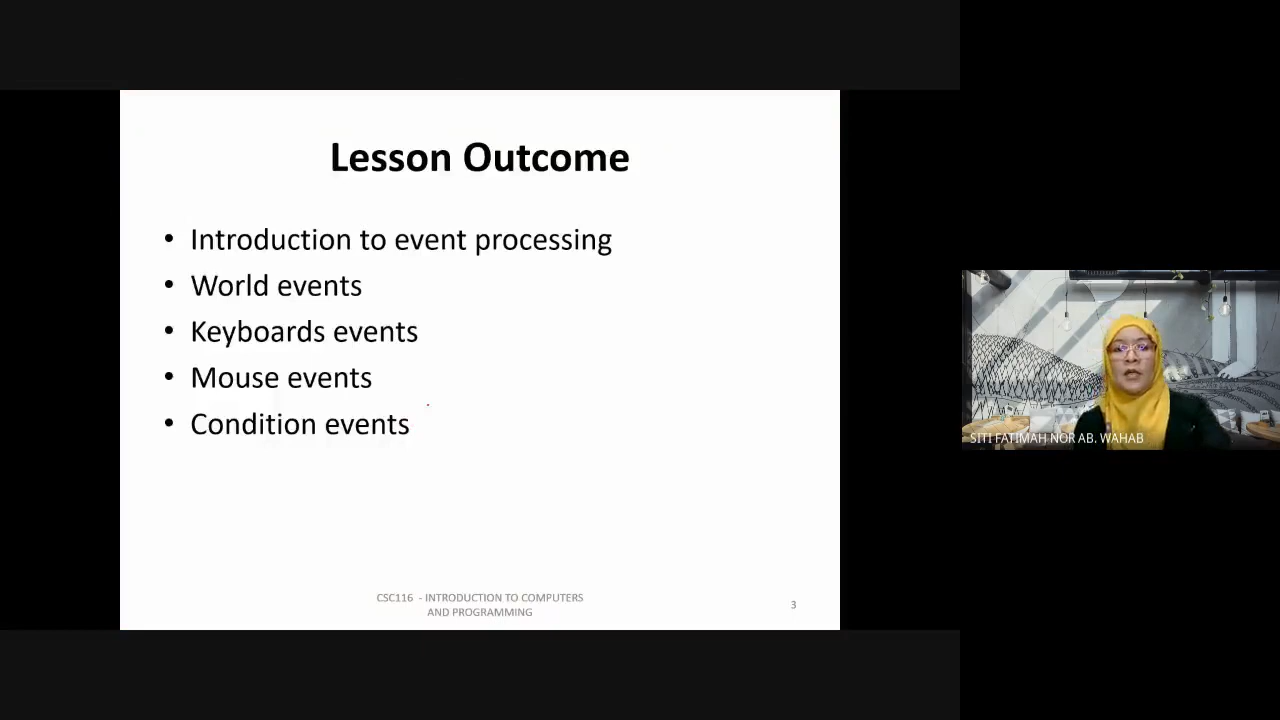 Lesson Outcome
• Introduction to event processing
• World events
• Keyboards events
• Mouse events
• Condition events
CSC116 - INTRODUCTION TO COMPUTERS
AND PROGRAMMING
3
SITI FATIMAH NOR AB. WAHAB